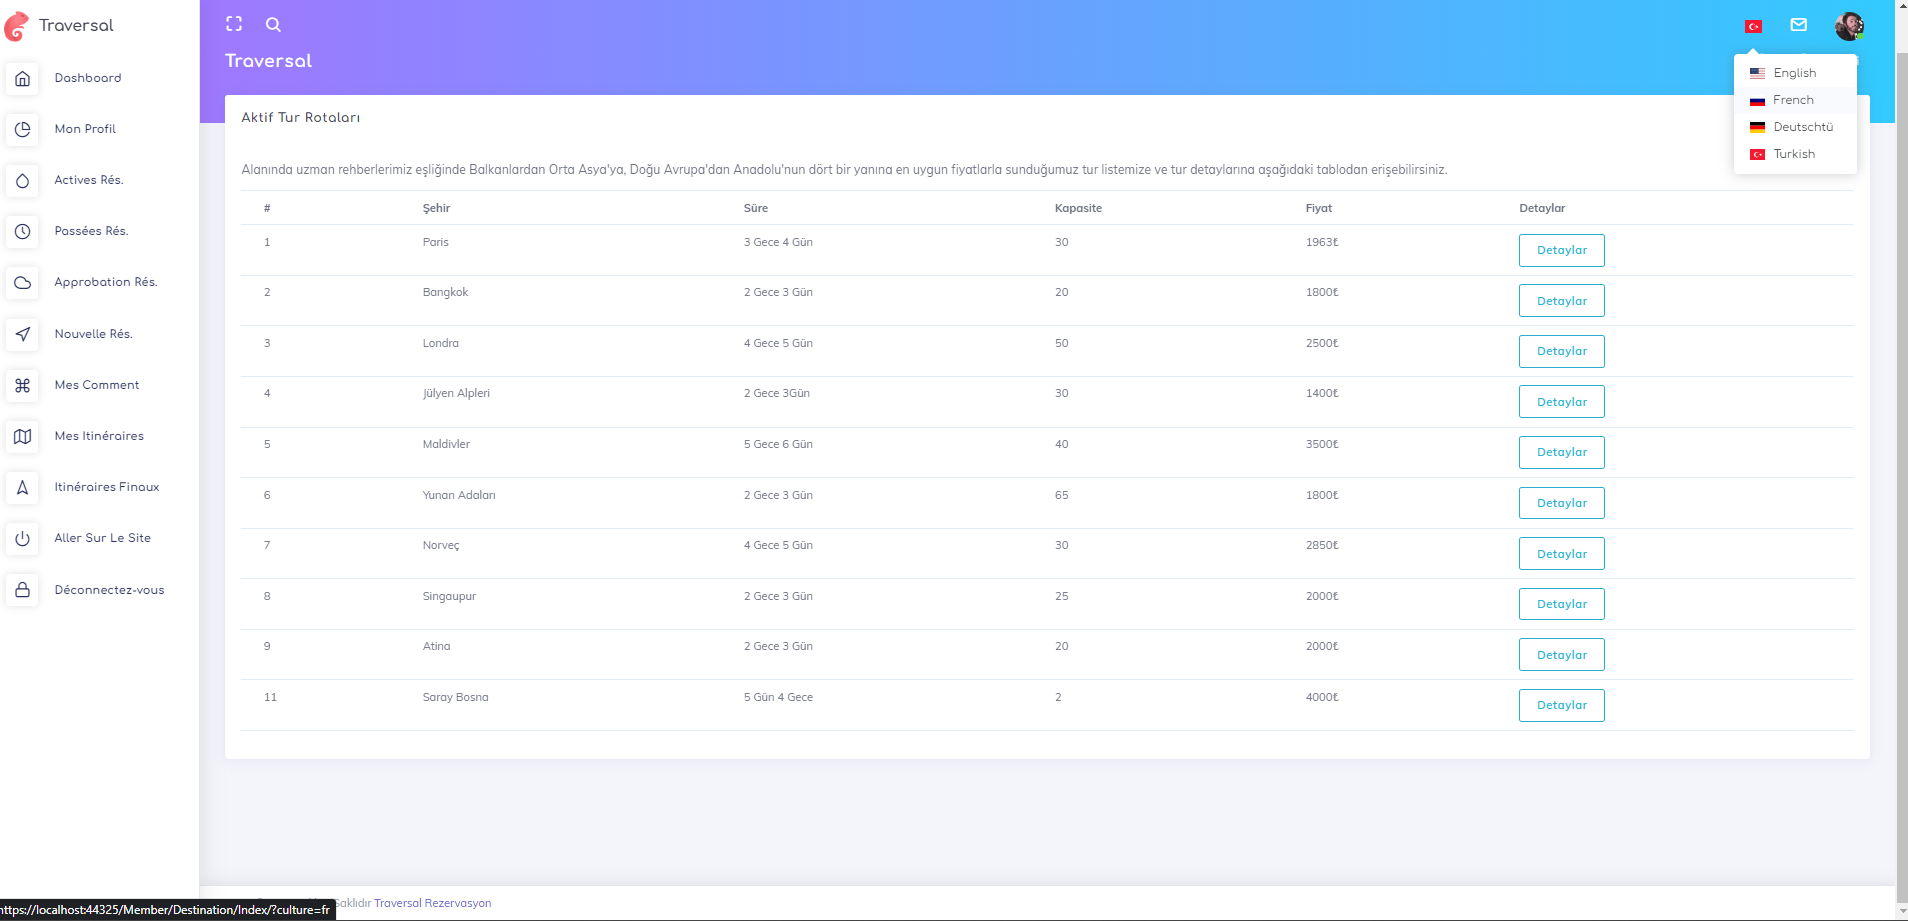 Traversal
Dashboard
Mon Profil
Actives Rés.
Passées Rés.
Approbation Rés.
Nouvelle Rés.
Mes Comment
Mes Itinéraires
Itinéraires Finaux
Aller Sur Le Site
Déconnectez-vous
Traversal
English
French
Deutschtü
Turkish
Aktif Tur Rotaları
Alanında uzman rehberlerimiz eşliğinde Balkanlardan Orta Asya'ya, Doğu Avrupa'dan Anadolu'nun dört bir yanına en uygun fiyatlarla sunduğumuz tur listemize ve tur detaylarına aşağıdaki tablodan erişebilirsiniz.
# Şehir Süre Kapasite Fiyat Detaylar
1 Paris 3 Gece 4 Gün 30 1963₺ Detaylar
2 Bangkok 2 Gece 3 Gün 20 1800₺ Detaylar
3 Londra 4 Gece 5 Gün 50 2500₺ Detaylar
4 Jülyen Alpleri 2 Gece 3Gün 30 1400₺ Detaylar
5 Maldivler 5 Gece 6 Gün 40 3500₺ Detaylar
6 Yunan Adaları 2 Gece 3 Gün 65 1800₺ Detaylar
7 Norveç 4 Gece 5 Gün 30 2850₺ Detaylar
8 Singaupur 2 Gece 3 Gün 25 2000₺ Detaylar
9 Atina 2 Gece 3 Gün 20 2000₺ Detaylar
11 Saray Bosna 5 Gün 4 Gece 2 4000₺ Detaylar
Saklıdır Traversal Rezervasyon
https://localhost:44325/Member/Destination/Index/?culture=fr